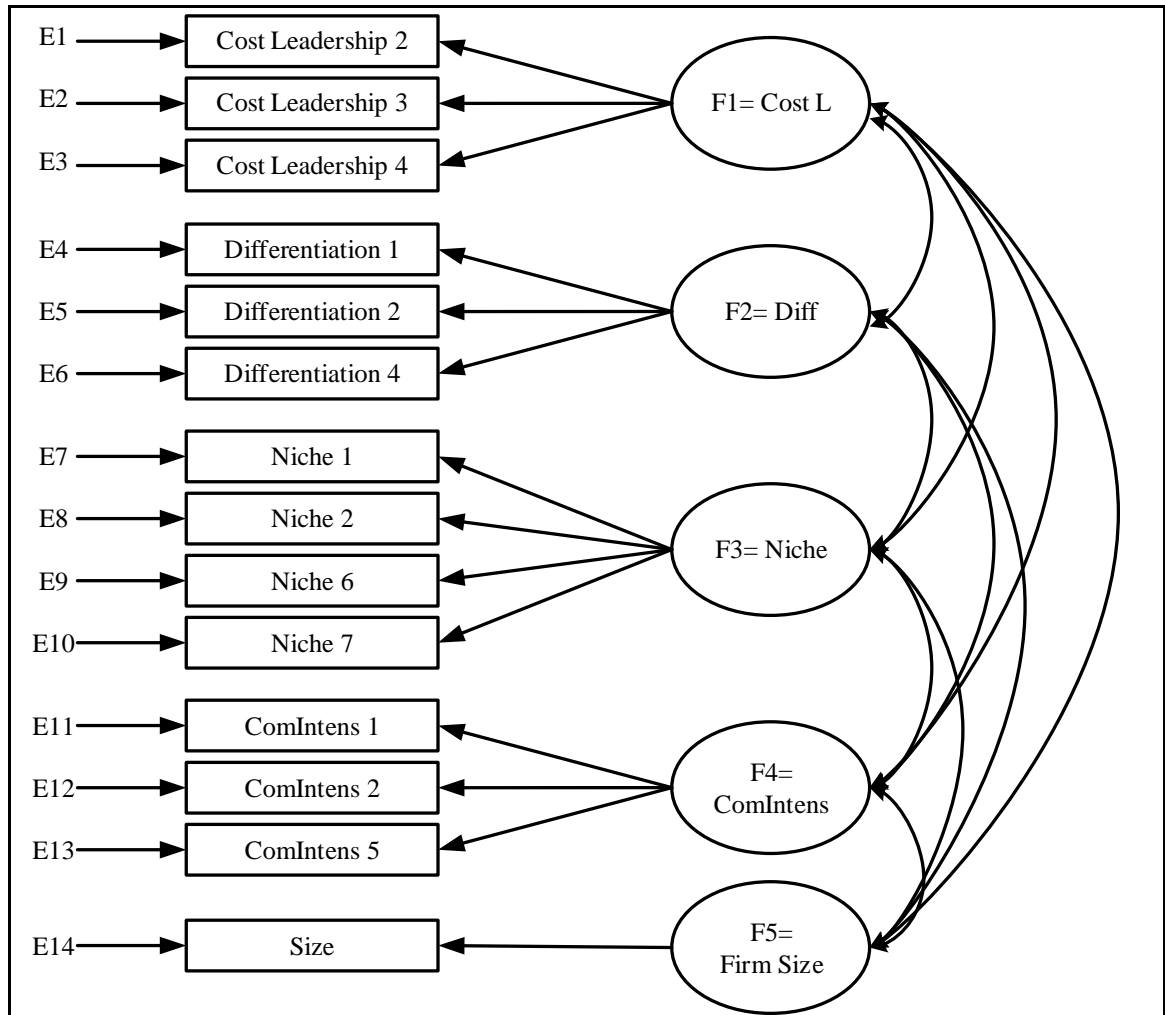 E1
Cost Leadership 2
E2
Cost Leadership 3
F1= Cost L
E3
Cost Leadership 4
E4
Differentiation 1
E5
Differentiation 2
F2= Diff
E6
Differentiation 4
E7
Niche 1
E8
Niche 2
F3= Niche
E9
Niche 6
E10
Niche 7
E11
ComIntens 1
E12
ComIntens 2
F4=
ComIntens
E13
ComIntens 5
E14
Size
F5=
Firm Size